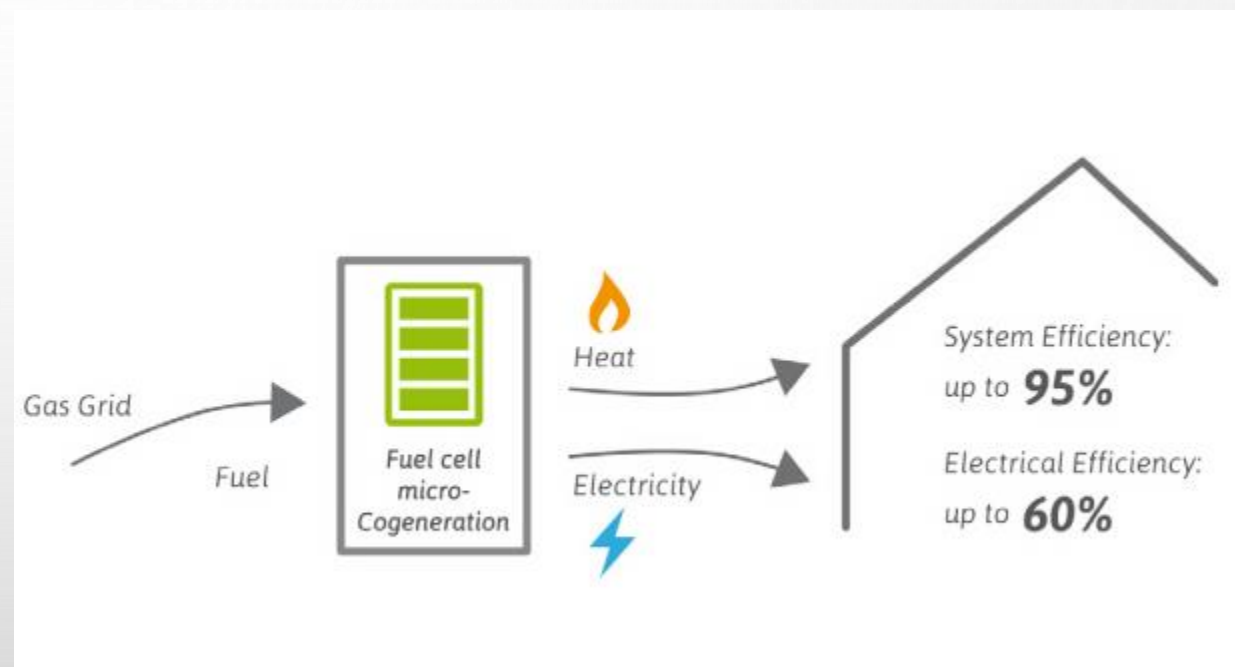 Gas Grid
Fuel
Fuel cell
micro-
Cogeneration
Heat
Electricity
System Efficiency:
up to 95%
Electrical Efficiency:
up to 60%